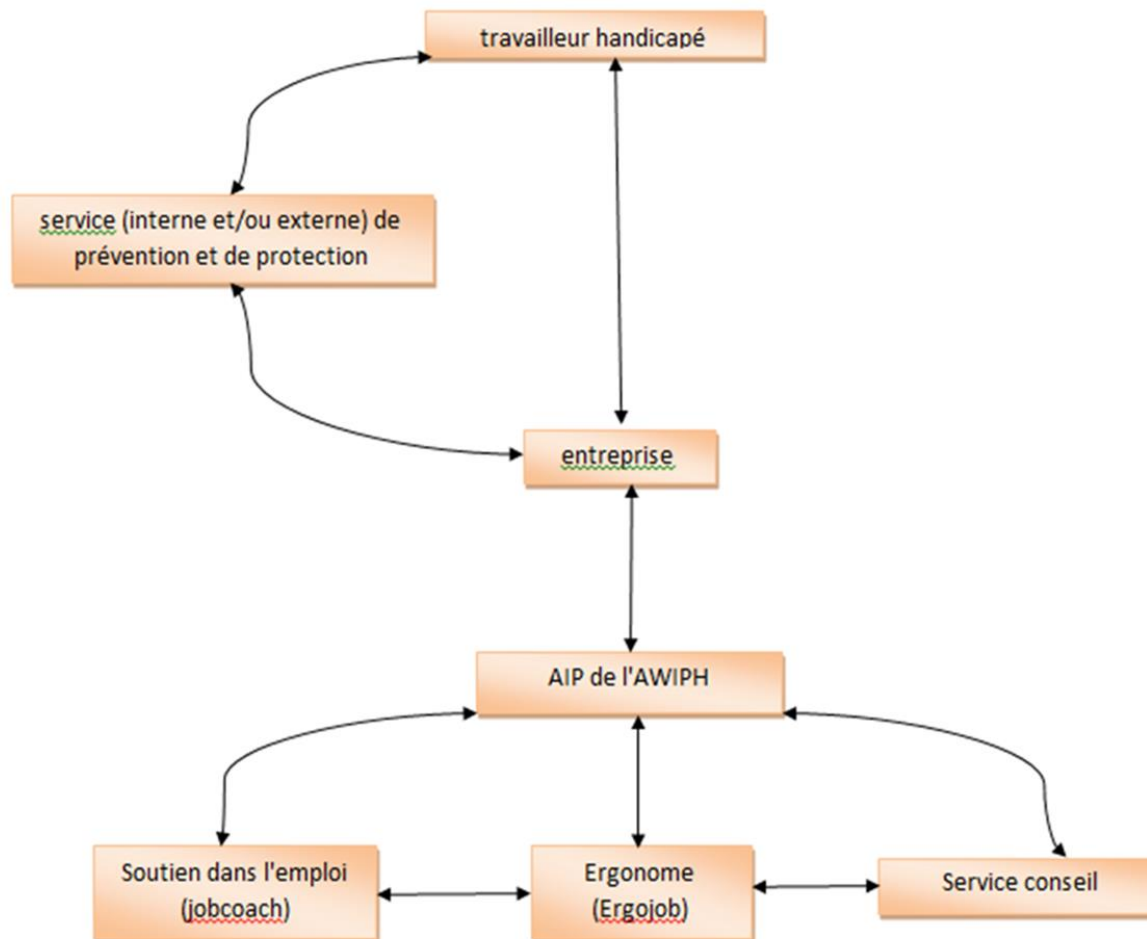 travailleur handicapé
service (interne et/ou externe) de
prévention et de protection
entreprise
AIP de l'AWIPH
Soutien dans l'emploi
(jobcoach)
Ergonome
(Ergojob)
Service conseil